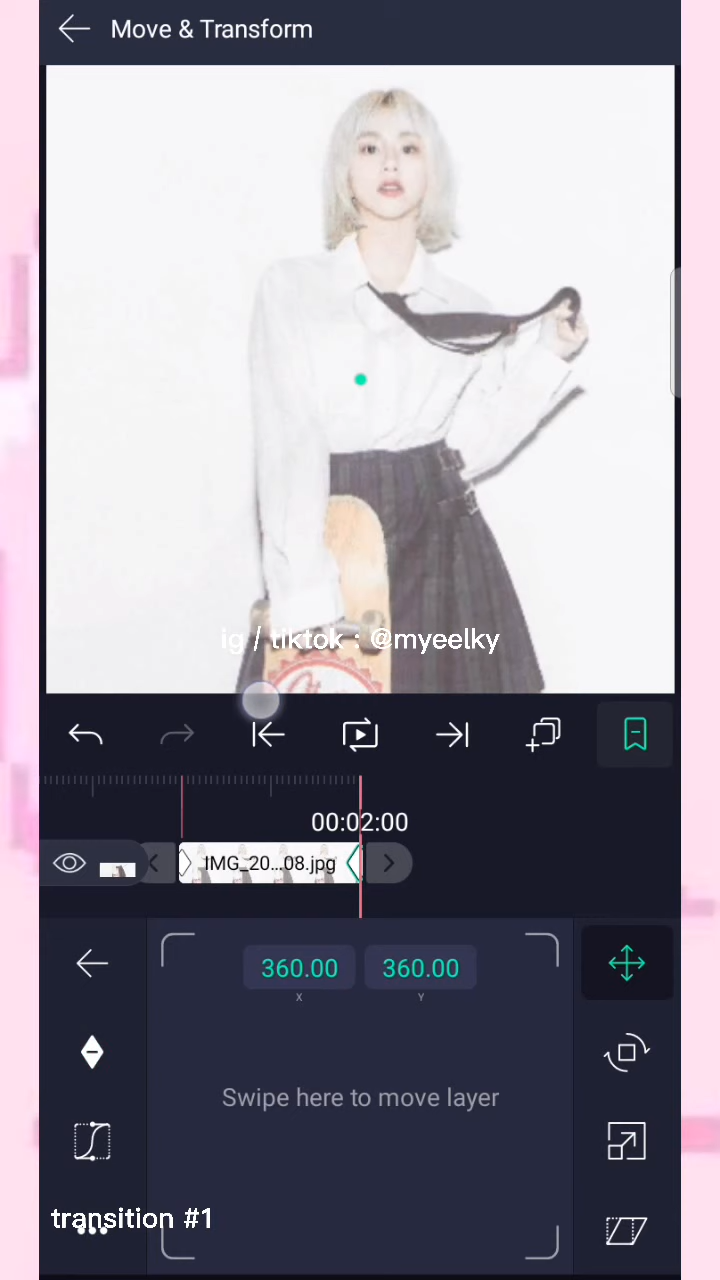 Move & Transform
ig / tiktok : @myeelky
00:02:00
IMG_20...08.jpg
360.00 360.00
X Y
Swipe here to move layer
transition #1